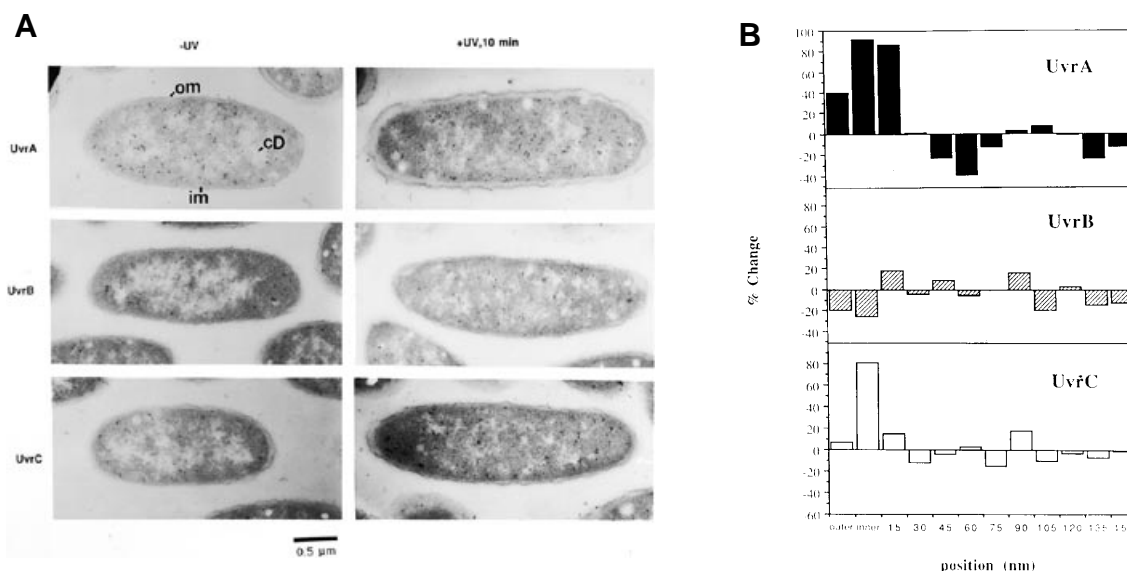 A
-UV
+UV,10 min
om
cD
im
UvrA
UvrB
UvrC
0.5 µm
B
100
80
60
40
20
0
-20
-40
UvrA
80
60
40
20
0
-20
-40
UvrB
80
60
40
20
0
-20
-40
-60
UvrC
% Change
outer inner 15 30 45 60 75 90 105 120 135
position (nm)